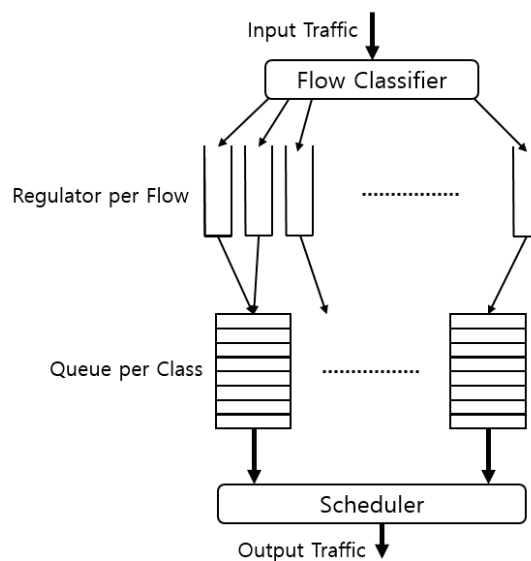 Input Traffic
Flow Classifier
Regulator per Flow
Queue per Class
Scheduler
Output Traffic